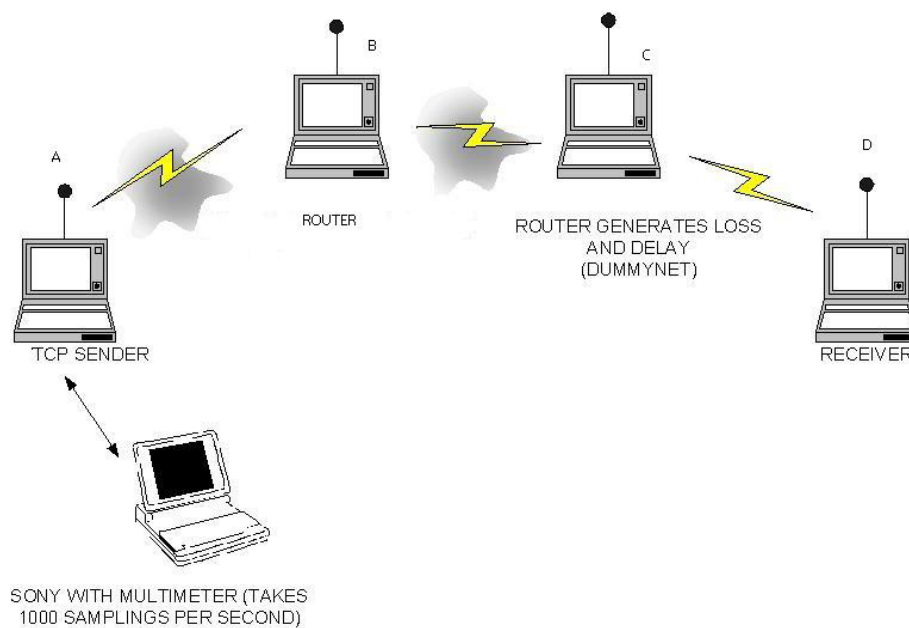 A
B
C
D
ROUTER
ROUTER GENERATES LOSS
AND DELAY
(DUMMYNET)
TCP SENDER
RECEIVER
SONY WITH MULTIMETER (TAKES
1000 SAMPLINGS PER SECOND)